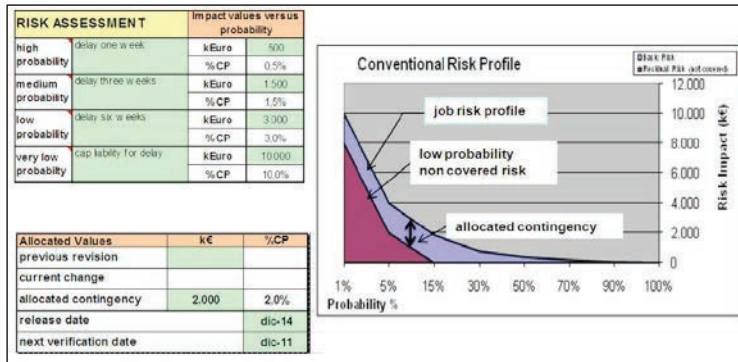 RISK ASSESSMENT
Impact values versus
probability
high
probability
delay one week
kEuro
500
%CP
0,5%
medium
probability
delay three weeks
kEuro
1.500
%CP
1,5%
low
probability
delay six weeks
kEuro
3.000
%CP
3,0%
very low
probabilty
cap liability for delay
kEuro
10.000
%CP
10,0%
Allocated Values
k€
%CP
previous revision
current change
allocated contingency
2.000
2.0%
release date
dic-14
next verification date
dic-11
Conventional Risk Profile
Residual Risk (not covered)
job risk profile
low probability
non covered risk
allocated contingency
12.000
10.000
8.000
6.000
4.000
2.000
0
Risk Impact (k€)
1%
5%
15%
30%
50%
70%
90%
100%
Probability %